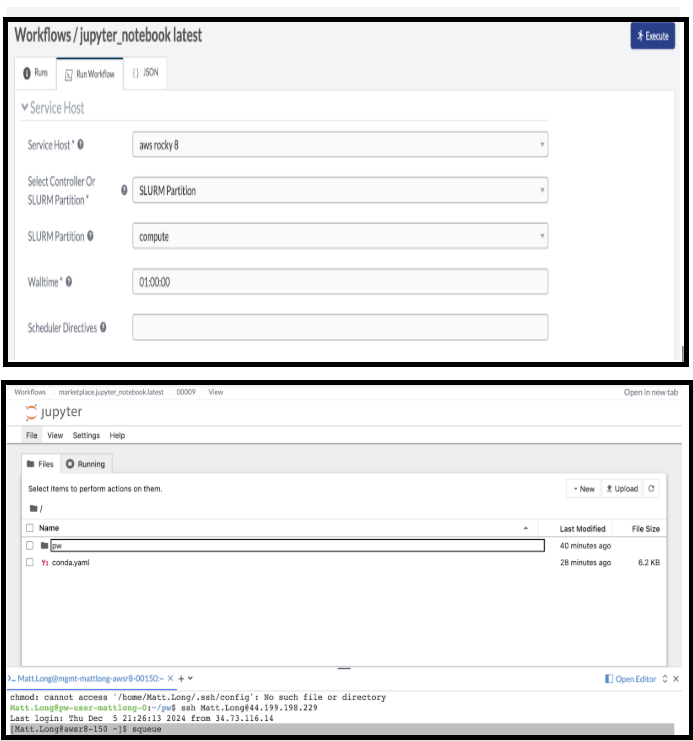 Workflows / jupyter_notebook latest
Execute
Runs
Run Workflow
{} JSON
Service Host
Service Host *
aws rocky 8
Select Controller Or
SLURM Partition *
SLURM Partition
SLURM Partition
compute
Walltime *
01:00:00
Scheduler Directives
Workflows marketplace.jupyter_notebook.latest 00009 View
Open in new tab
jupyter
File View Settings Help
Files Running
Select items to perform actions on them.
New Upload
/
Name Last Modified File Size
pw 40 minutes ago
Y: conda.yaml 28 minutes ago 6.2 KB
>_ Matt.Long@mgmt-mattlong-awsr8-00150:~ × +
Open Editor ×
chmod: cannot access '/home/Matt.Long/.ssh/config': No such file or directory
Matt.Long@pw-user-mattlong-0:~/pw$ ssh Matt.Long@44.199.198.229
Last login: Thu Dec  5 21:26:13 2024 from 34.73.116.14
[Matt.Long@awsr8-150 ~]$ squeue